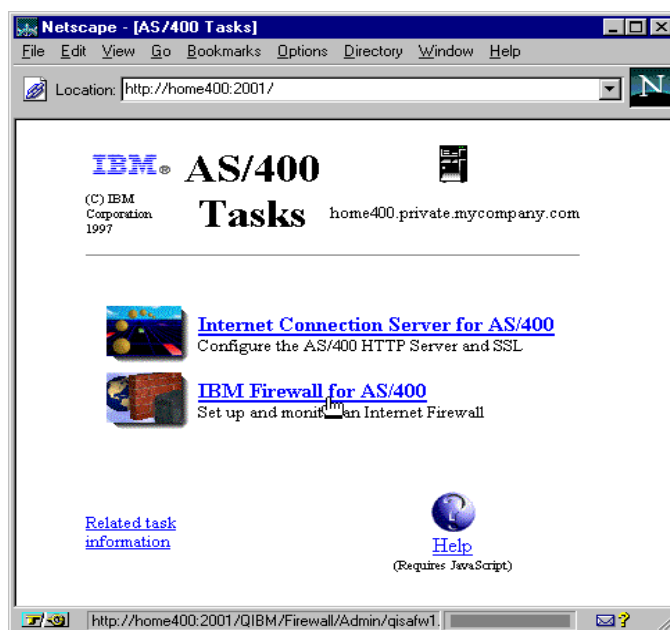 Netscape - [AS/400 Tasks]
File Edit View Go Bookmarks Options Directory Window Help
Location: http://home400:2001/
N
IBM® AS/400
Tasks
(C) IBM
Corporation
1997
home400.private.mycompany.com
Internet Connection Server for AS/400
Configure the AS/400 HTTP Server and SSL
IBM Firewall for AS/400
Set up and monit an Internet Firewall
Related task
information
?
Help
(Requires JavaScript)
http://home400:2001/QIBM/Firewall/Admin/qisafw1.
?